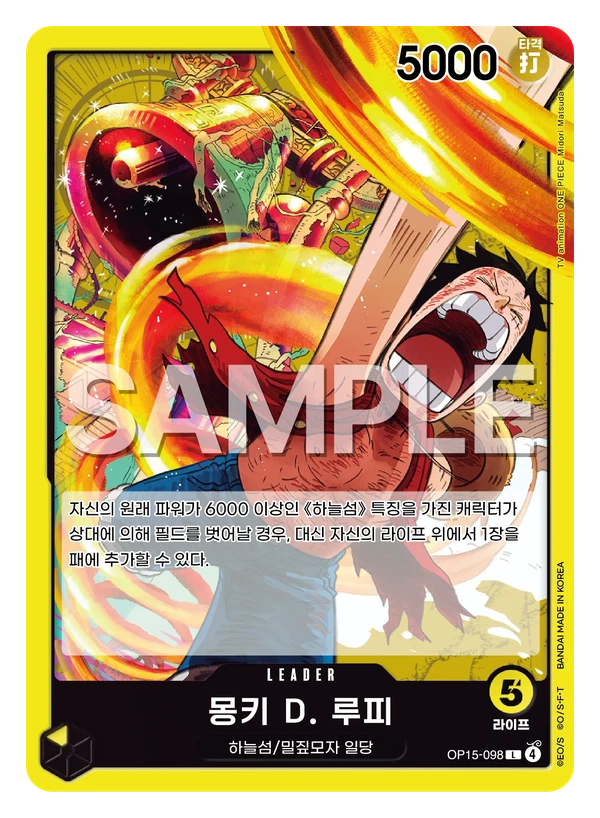 5000
타격
打
TV animation ONE PIECE Midori Matsuda
SAMPLE
자신의 원래 파워가 6000 이상인 《하늘섬》 특징을 가진 캐릭터가
상대에 의해 필드를 벗어날 경우, 대신 자신의 라이프 위에서 1장을
패에 추가할 수 있다.
LEADER
몽키 D. 루피
하늘섬/밀짚모자 일당
5
라이프
OP15-098 L 4
©EO/S ©O/S·F·T BANDAI MADE IN KOREA